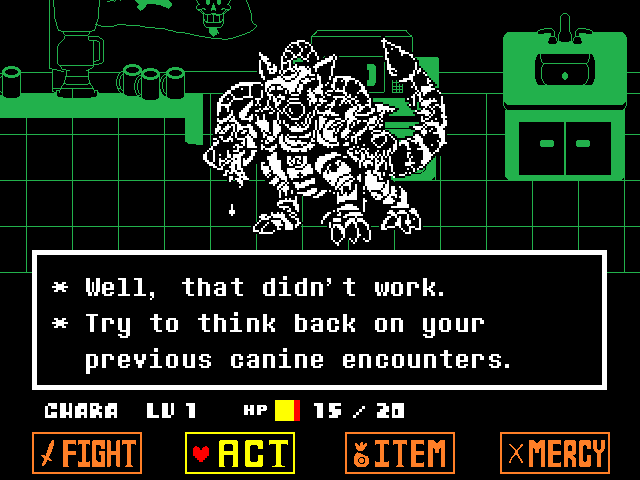 * Well, that didn't work.
* Try to think back on your
previous canine encounters.
CHARA LV 1 HP 15 / 20
FIGHT ACT ITEM MERCY